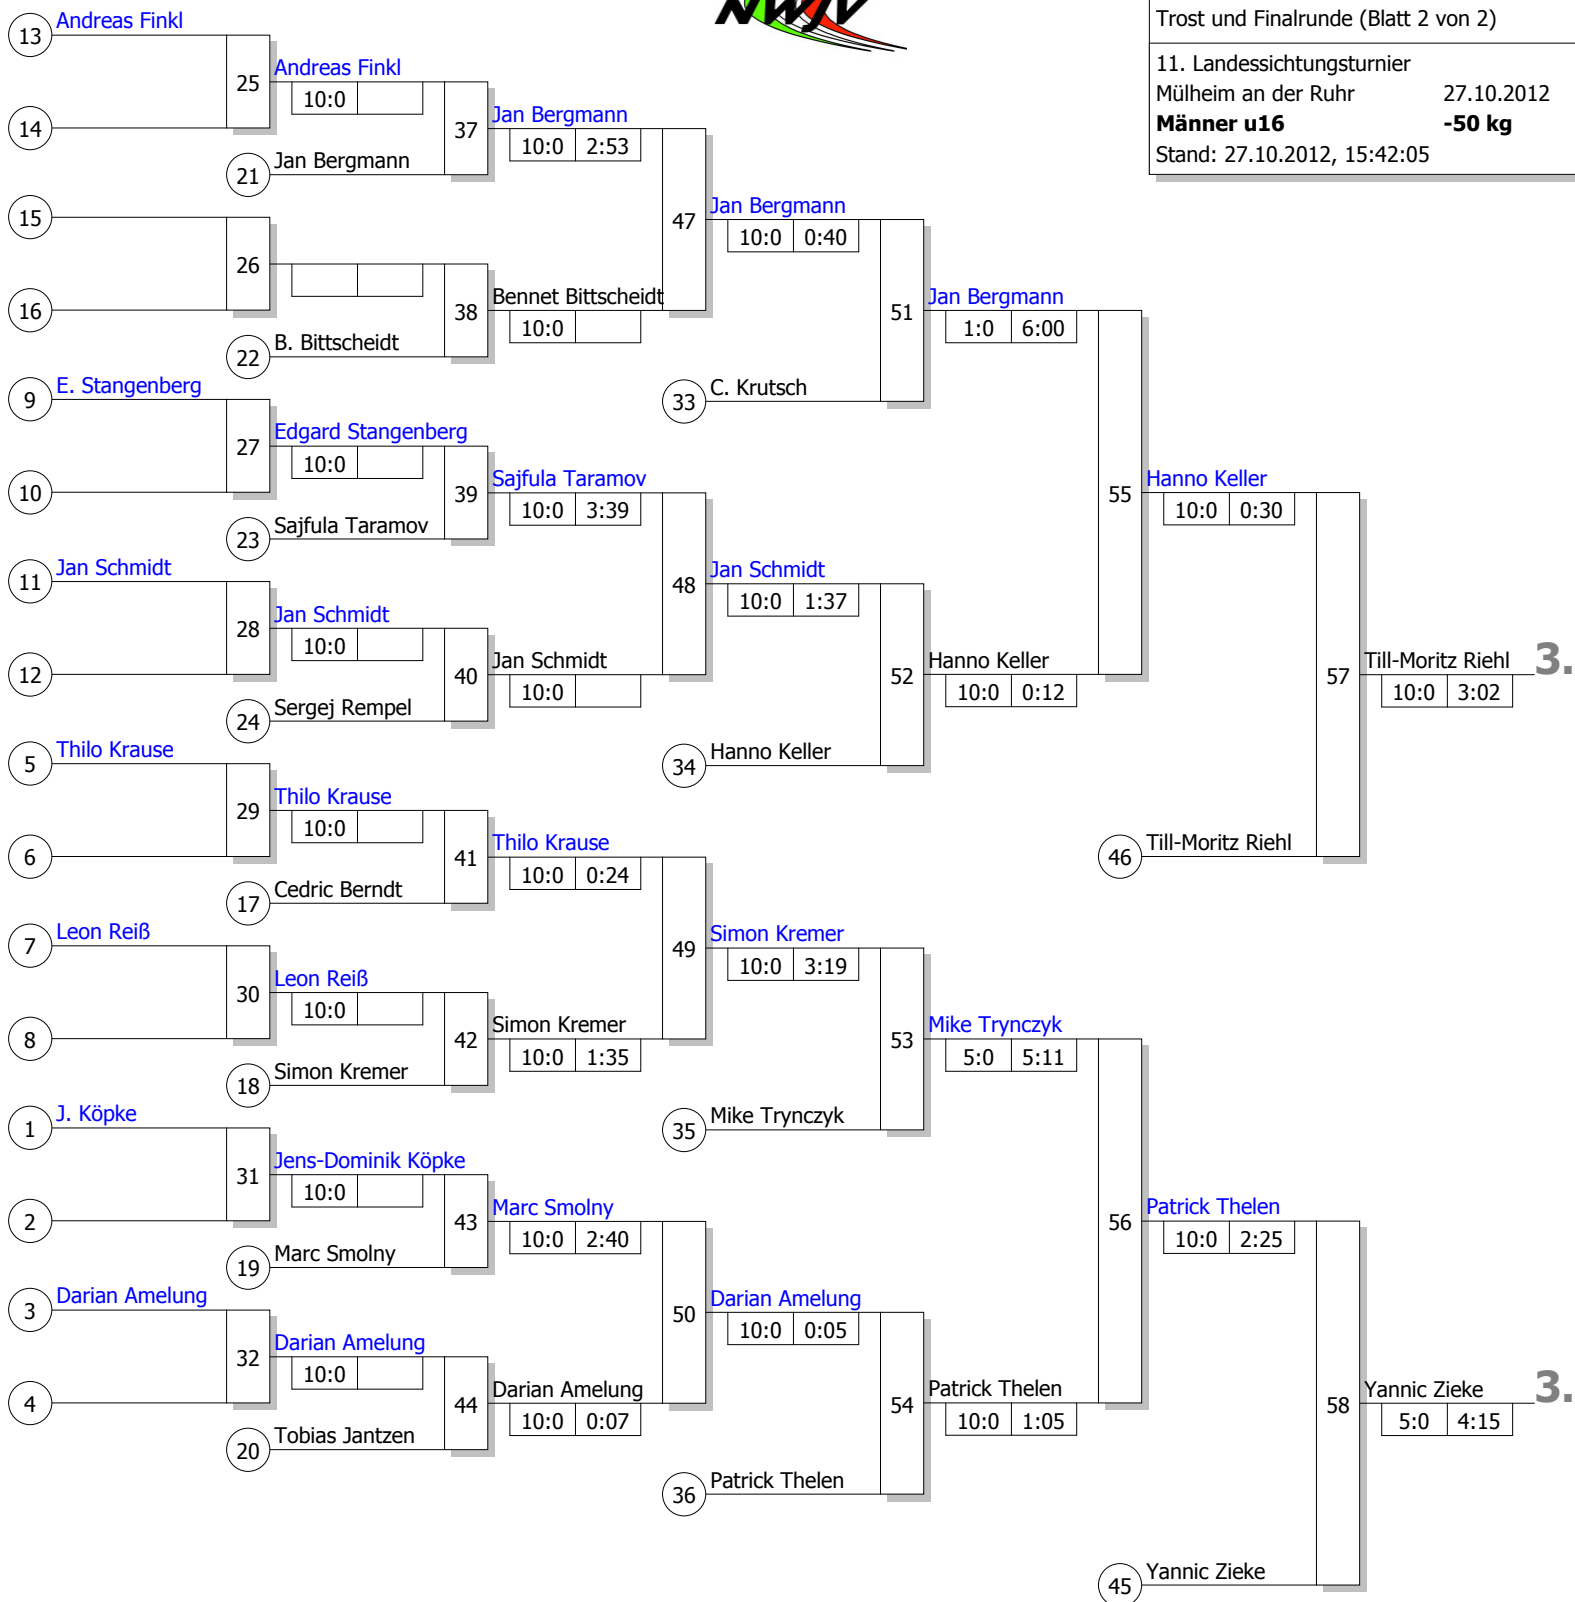 NWJV
Trost und Finalrunde (Blatt 2 von 2)
11. Landessichtungsturnier
Mülheim an der Ruhr 27.10.2012
Männer u16 -50 kg
Stand: 27.10.2012, 15:42:05
13 Andreas Finkl
25
Andreas Finkl
10:0
14
37
Jan Bergmann
10:0 2:53
21 Jan Bergmann
15
47
Jan Bergmann
10:0 0:40
26
16
38
Bennet Bittscheidt
10:0
22 B. Bittscheidt
51
Jan Bergmann
1:0 6:00
33 C. Krutsch
9 E. Stangenberg
27
Edgard Stangenberg
10:0
10
39
Sajfula Taramov
10:0 3:39
23 Sajfula Taramov
55
Hanno Keller
10:0 0:30
11 Jan Schmidt
48
Jan Schmidt
10:0 1:37
28
Jan Schmidt
10:0
12
40
Jan Schmidt
10:0
24 Sergej Rempel
52
Hanno Keller
10:0 0:12
34 Hanno Keller
57
Till-Moritz Riehl 3.
10:0 3:02
5 Thilo Krause
29
Thilo Krause
10:0
6
41
Thilo Krause
10:0 0:24
46 Till-Moritz Riehl
17 Cedric Berndt
7 Leon Reiß
49
Simon Kremer
10:0 3:19
30
Leon Reiß
10:0
8
42
Simon Kremer
10:0 1:35
18 Simon Kremer
53
Mike Trynczyk
5:0 5:11
35 Mike Trynczyk
1 J. Köpke
31
Jens-Dominik Köpke
10:0
2
43
Marc Smolny
10:0 2:40
19 Marc Smolny
56
Patrick Thelen
10:0 2:25
3 Darian Amelung
50
Darian Amelung
10:0 0:05
32
Darian Amelung
10:0
4
44
Darian Amelung
10:0 0:07
20 Tobias Jantzen
54
Patrick Thelen
10:0 1:05
36 Patrick Thelen
58
Yannic Zieke 3.
5:0 4:15
45 Yannic Zieke